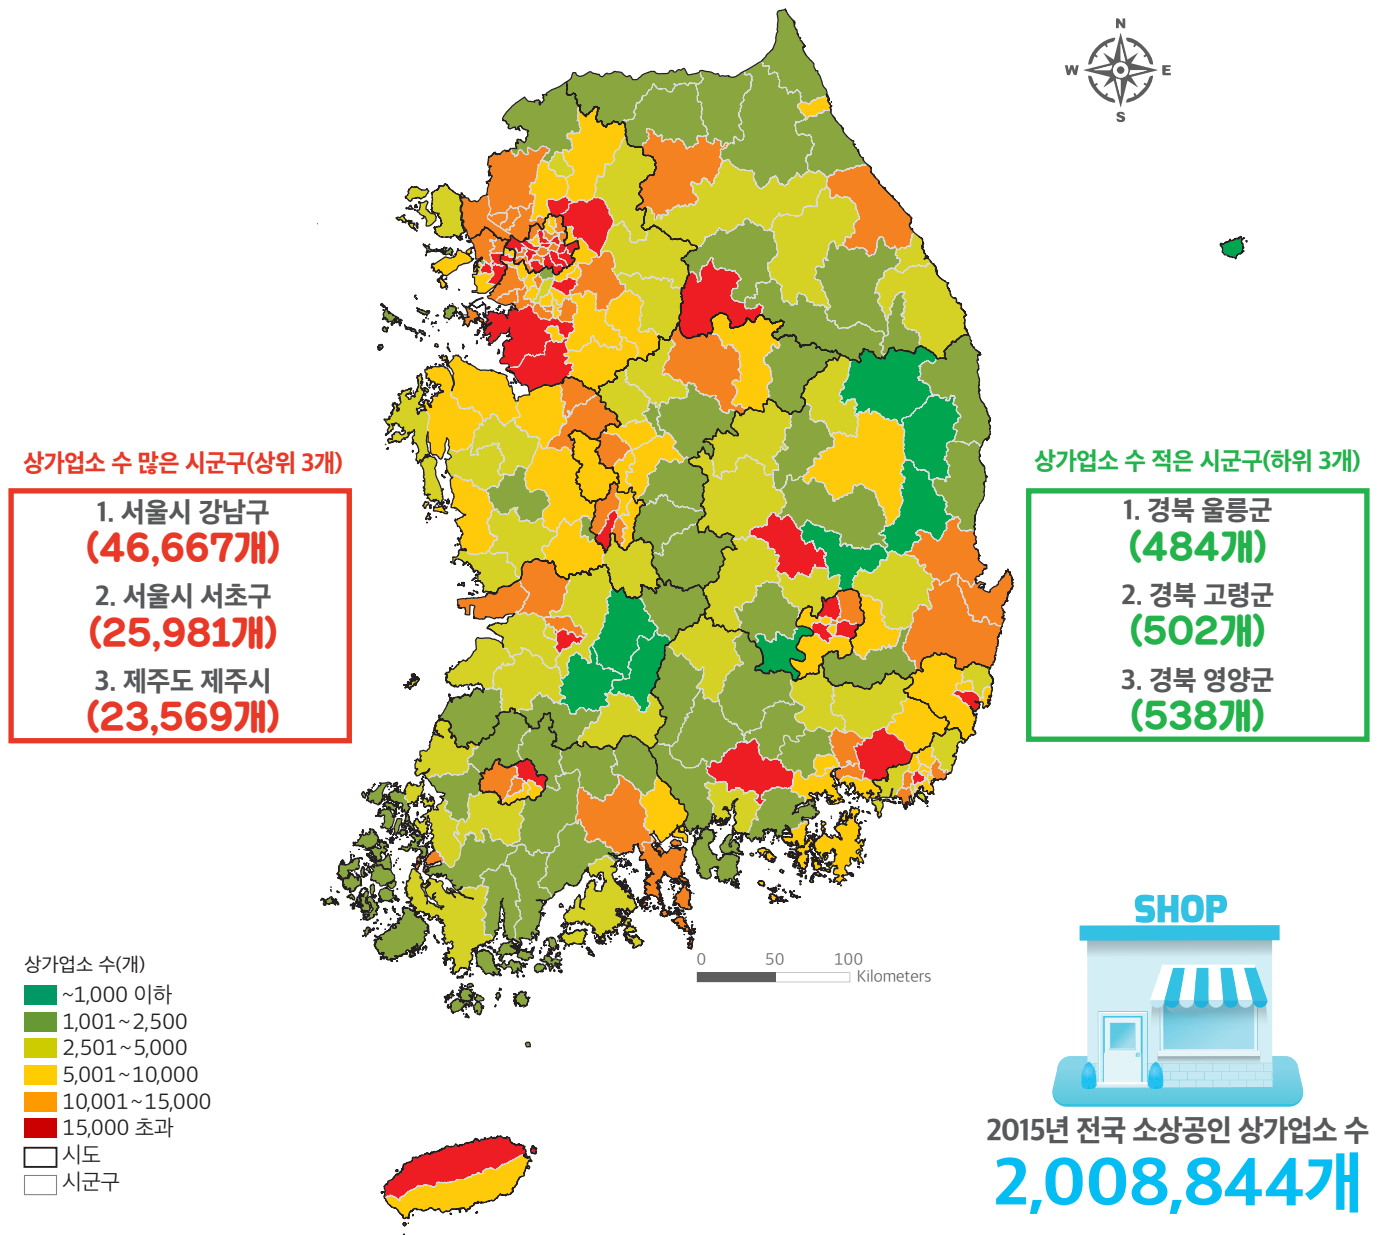 N
W
E
S
상가업소 수 많은 시군구(상위 3개)
1. 서울시 강남구
(46,667개)
2. 서울시 서초구
(25,981개)
3. 제주도 제주시
(23,569개)
상가업소 수 적은 시군구(하위 3개)
1. 경북 울릉군
(484개)
2. 경북 고령군
(502개)
3. 경북 영양군
(538개)
상가업소 수(개)
~1,000 이하
1,001~2,500
2,501~5,000
5,001~10,000
10,001~15,000
15,000 초과
시도
시군구
0 50 100
Kilometers
SHOP
2015년 전국 소상공인 상가업소 수
2,008,844개